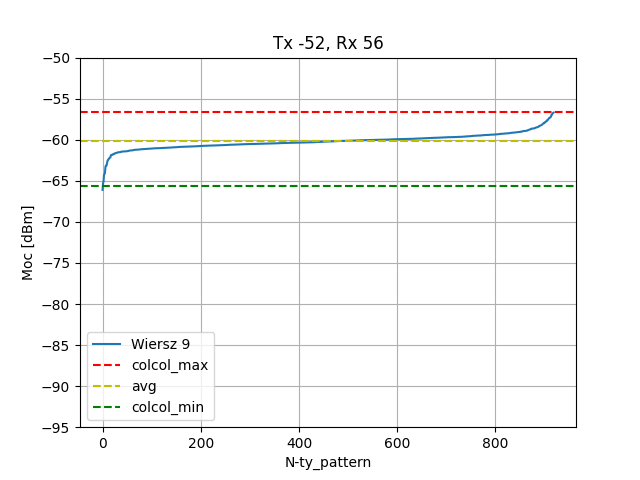 Tx -52, Rx 56
−50
−55
−60
−65
−70
−75
−80
−85
−90
−95
Moc [dBm]
Wiersz 9
colcol_max
avg
colcol_min
0
200
400
600
800
N-ty_pattern